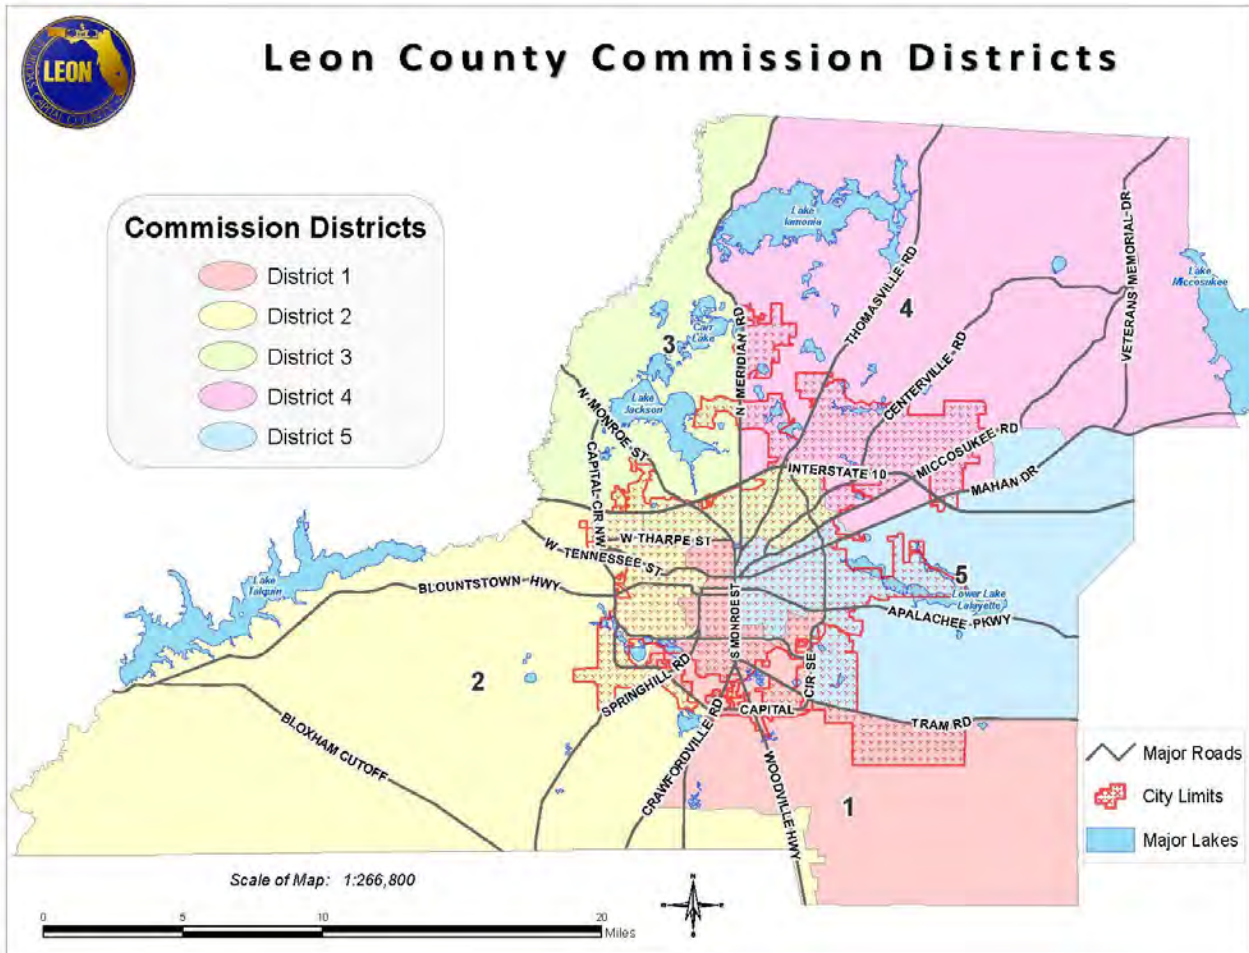 Leon County Commission Districts
LEON
Commission Districts
District 1
District 2
District 3
District 4
District 5
Lake
Iamonia
Lake
Miccosukee
Carr
Lake
Lake
Jackson
Lake
Talquin
Lower Lake
Lafayette
1
2
3
4
5
N MERIDIAN RD
THOMASVILLE RD
CENTERVILLE RD
VETERANS MEMORIAL DR
MICCOSUKEE RD
MAHAN DR
INTERSTATE 10
N MONROE ST
CAPITAL CIR NW
W THARPE ST
W TENNESSEE ST
BLOUNTSTOWN HWY
APALACHEE PKWY
S MONROE ST
CIR SE
SPRINGHILL RD
CAPITAL
TRAM RD
CRAWFORDVILLE RD
WOODVILLE HWY
BLOXHAM CUTOFF
Major Roads
City Limits
Major Lakes
Scale of Map: 1:266,800
0 5 10 20
Miles
N